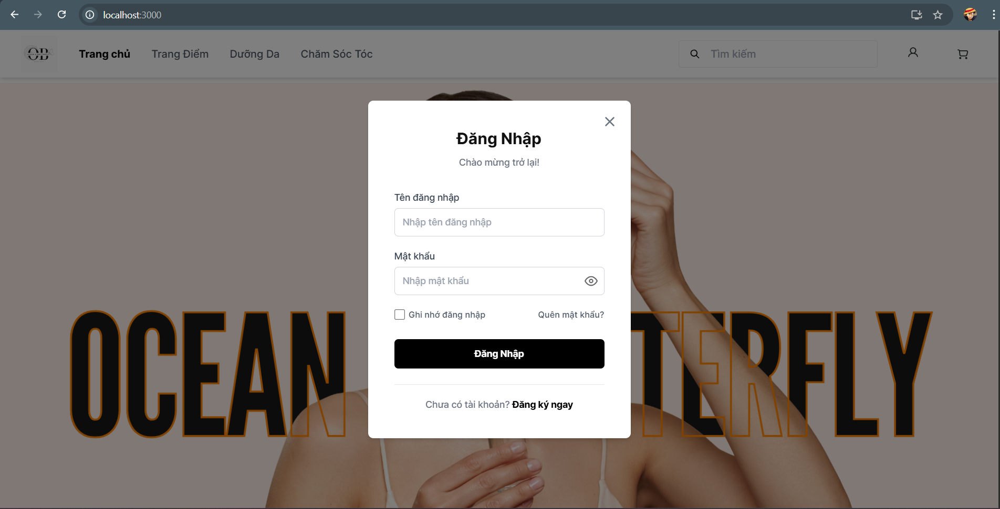 localhost:3000
OB
Trang chủ
Trang Điểm
Dưỡng Da
Chăm Sóc Tóc
Tìm kiếm
Đăng Nhập
Chào mừng trở lại!
Tên đăng nhập
Nhập tên đăng nhập
Mật khẩu
Nhập mật khẩu
Ghi nhớ đăng nhập
Quên mật khẩu?
Đăng Nhập
Chưa có tài khoản? Đăng ký ngay
OCEAN TERFLY